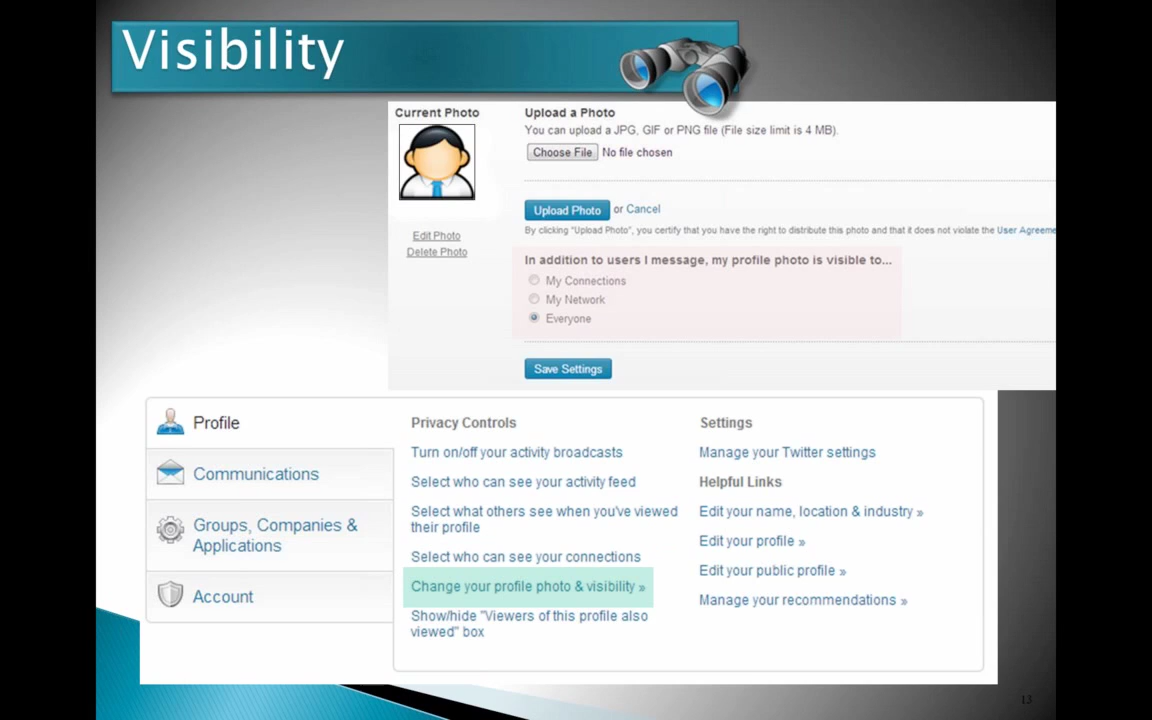 Visibility
Current Photo
Edit Photo
Delete Photo
Upload a Photo
You can upload a JPG, GIF or PNG file (File size limit is 4 MB).
Choose File No file chosen
Upload Photo or Cancel
By clicking "Upload Photo", you certify that you have the right to distribute this photo and that it does not violate the User Agreeme
In addition to users I message, my profile photo is visible to...
My Connections
My Network
Everyone
Save Settings
Profile
Communications
Groups, Companies &
Applications
Account
Privacy Controls
Turn on/off your activity broadcasts
Select who can see your activity feed
Select what others see when you've viewed
their profile
Select who can see your connections
Change your profile photo & visibility »
Show/hide "Viewers of this profile also
viewed" box
Settings
Manage your Twitter settings
Helpful Links
Edit your name, location & industry »
Edit your profile »
Edit your public profile »
Manage your recommendations »
13